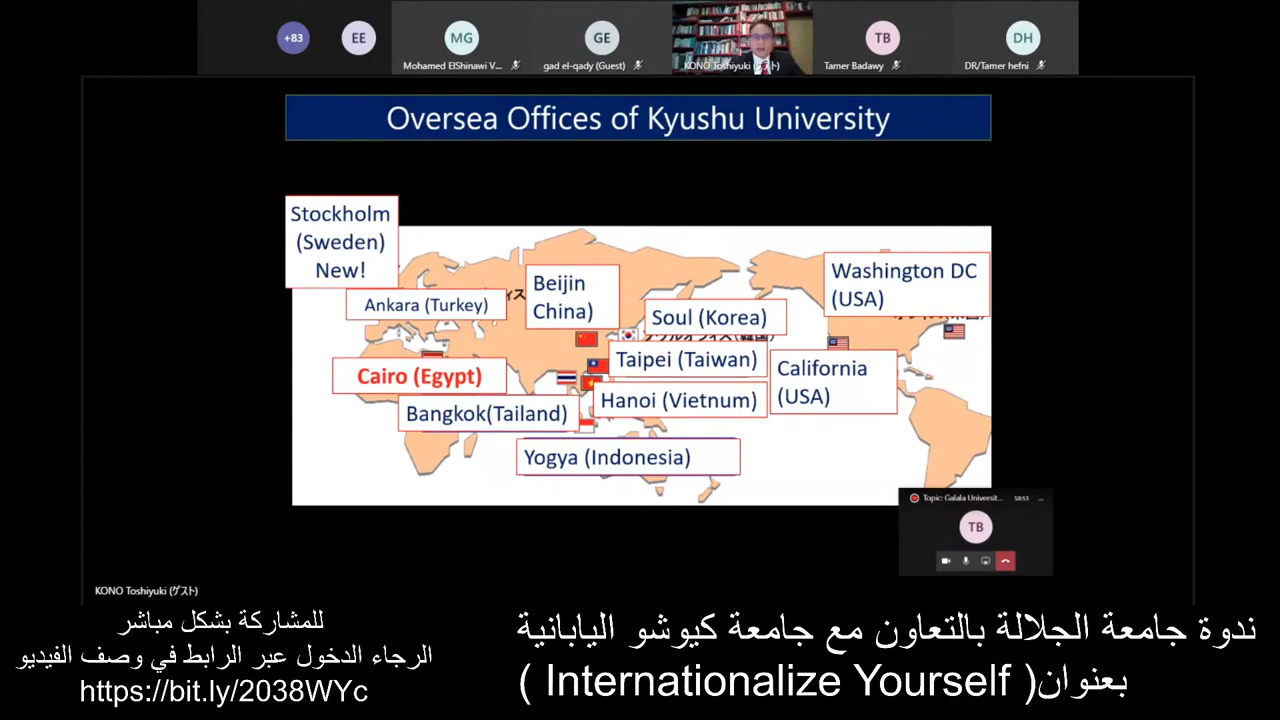 +83
EE
MG
Mohamed ElShinawi V...
GE
gad el-qady (Guest)
KONO Toshiyuki (ゲスト)
TB
Tamer Badawy
DH
DR/Tamer hefni
Oversea Offices of Kyushu University
Stockholm
(Sweden)
New!
Ankara (Turkey)
Beijin
China)
Soul (Korea)
Washington DC
(USA)
Taipei (Taiwan)
California
(USA)
Cairo (Egypt)
Hanoi (Vietnum)
Bangkok(Tailand)
Yogya (Indonesia)
Topic: Galala Universit...
58:53
...
TB
KONO Toshiyuki (ゲスト)
للمشاركة بشكل مباشر
الرجاء الدخول عبر الرابط في وصف الفيديو
https://bit.ly/2038WYc
ندوة جامعة الجلالة بالتعاون مع جامعة كيوشو اليابانية
بعنوان( Internationalize Yourself )